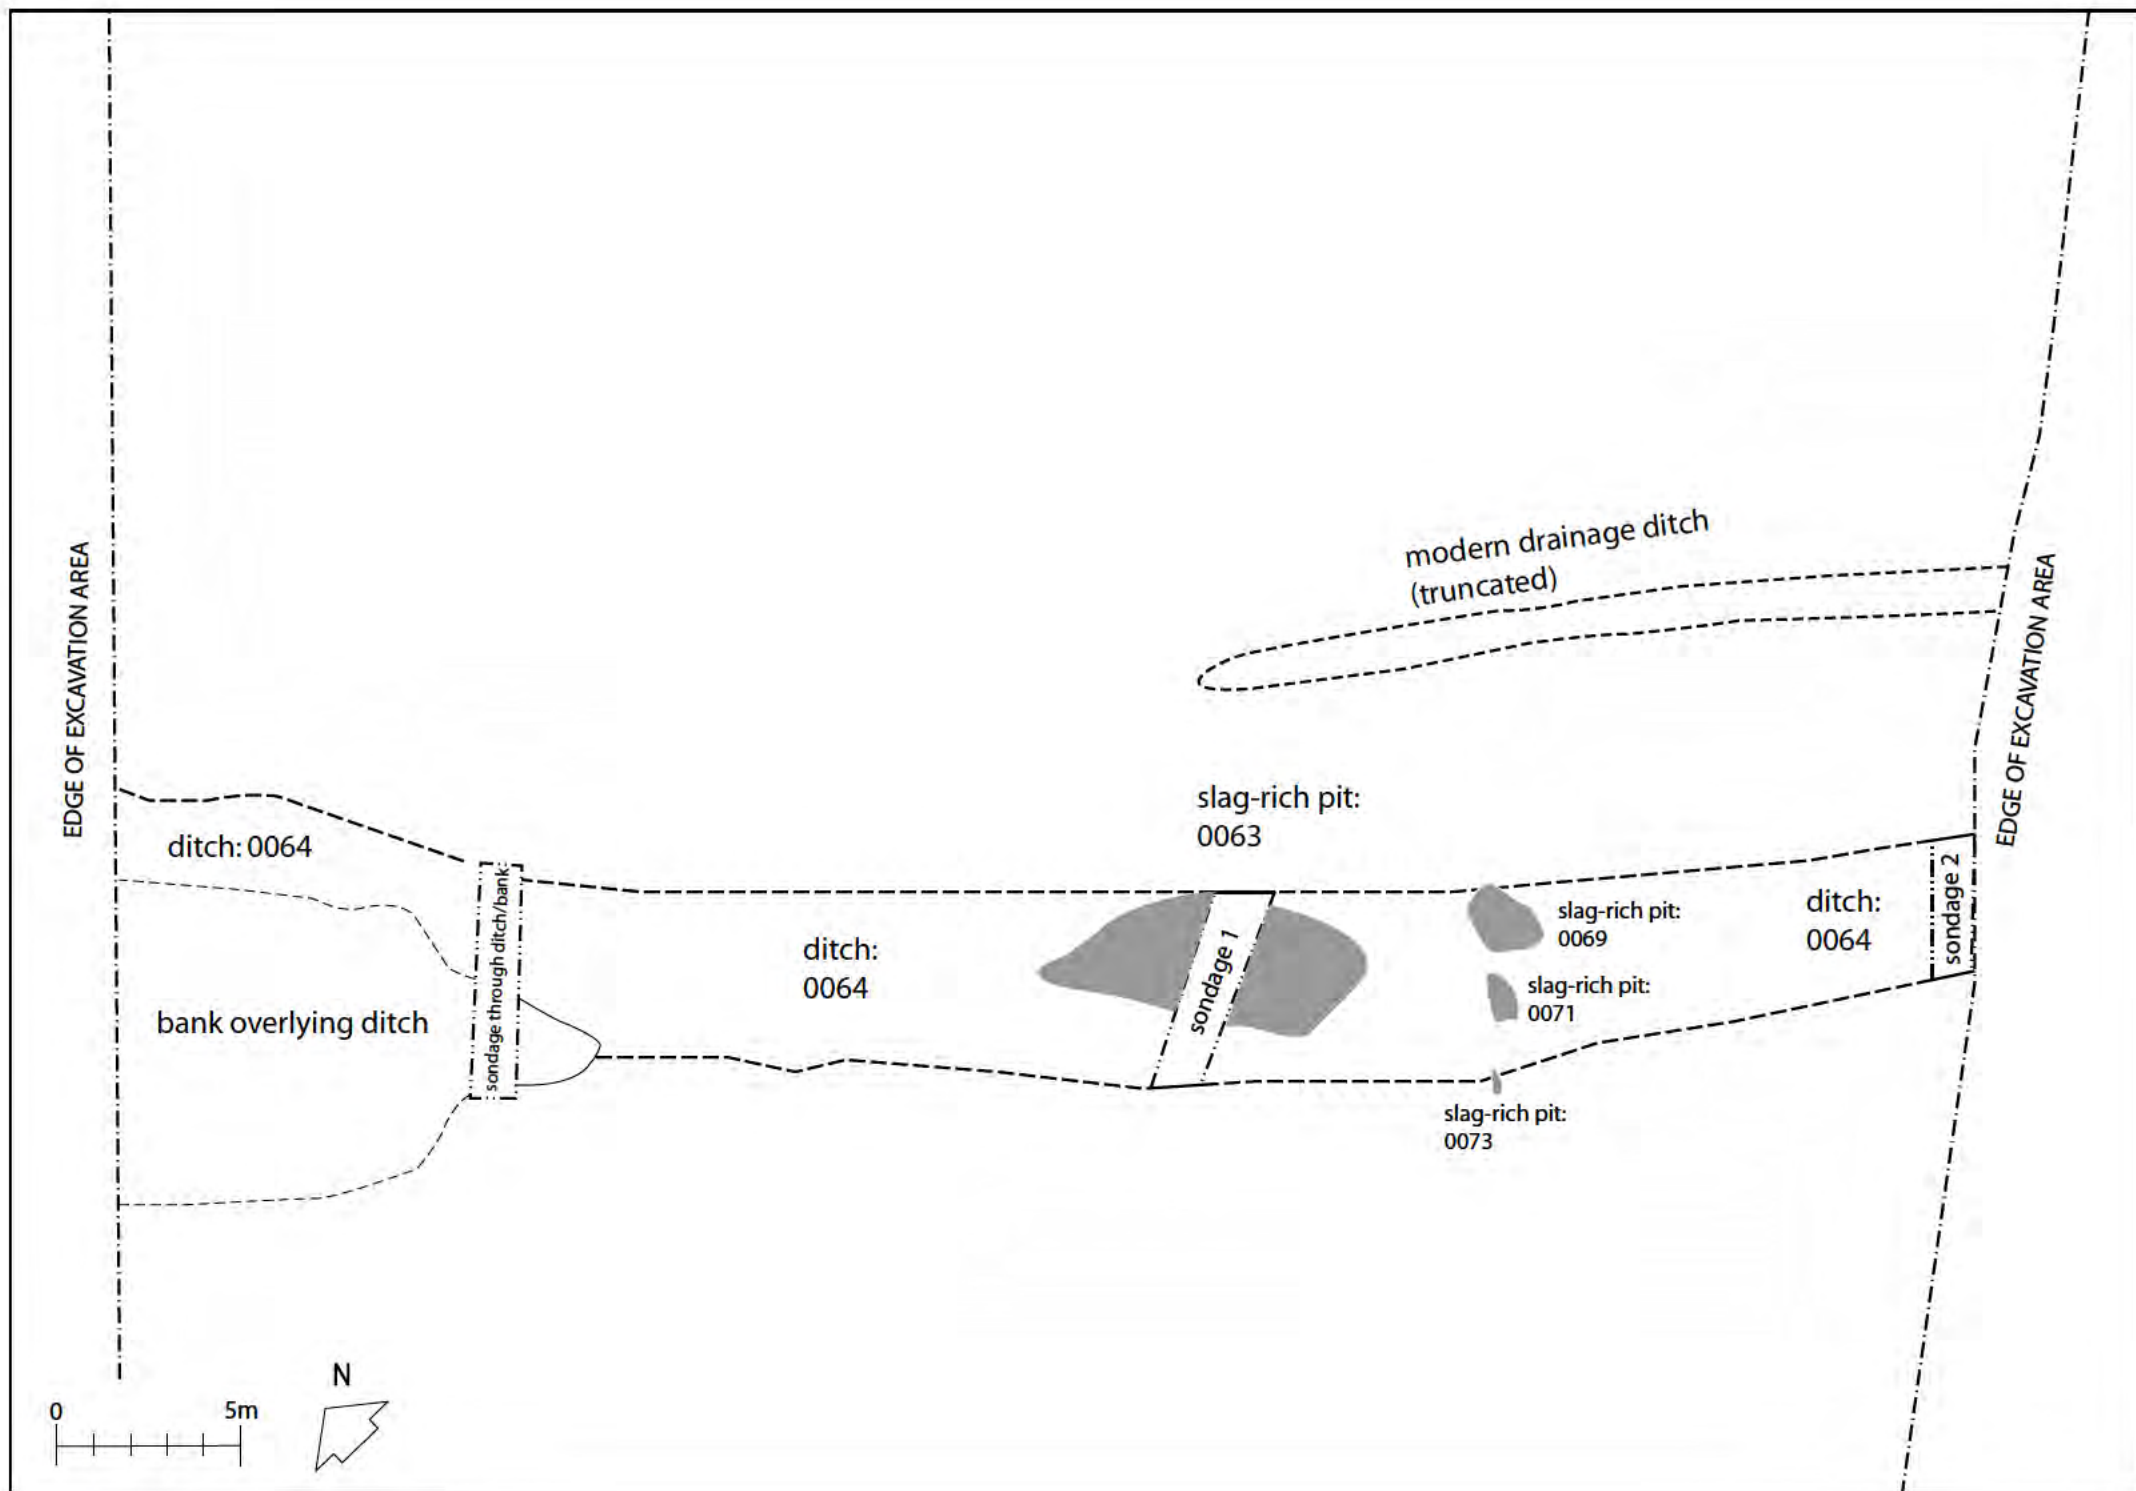 modern drainage ditch
(truncated)
EDGE OF EXCAVATION AREA
EDGE OF EXCAVATION AREA
slag-rich pit:
0063
ditch: 0064
sondage through ditch/bank
slag-rich pit:
0069
ditch:
0064
sondage 2
ditch:
0064
sondage 1
slag-rich pit:
0071
bank overlying ditch
slag-rich pit:
0073
N
0 5m